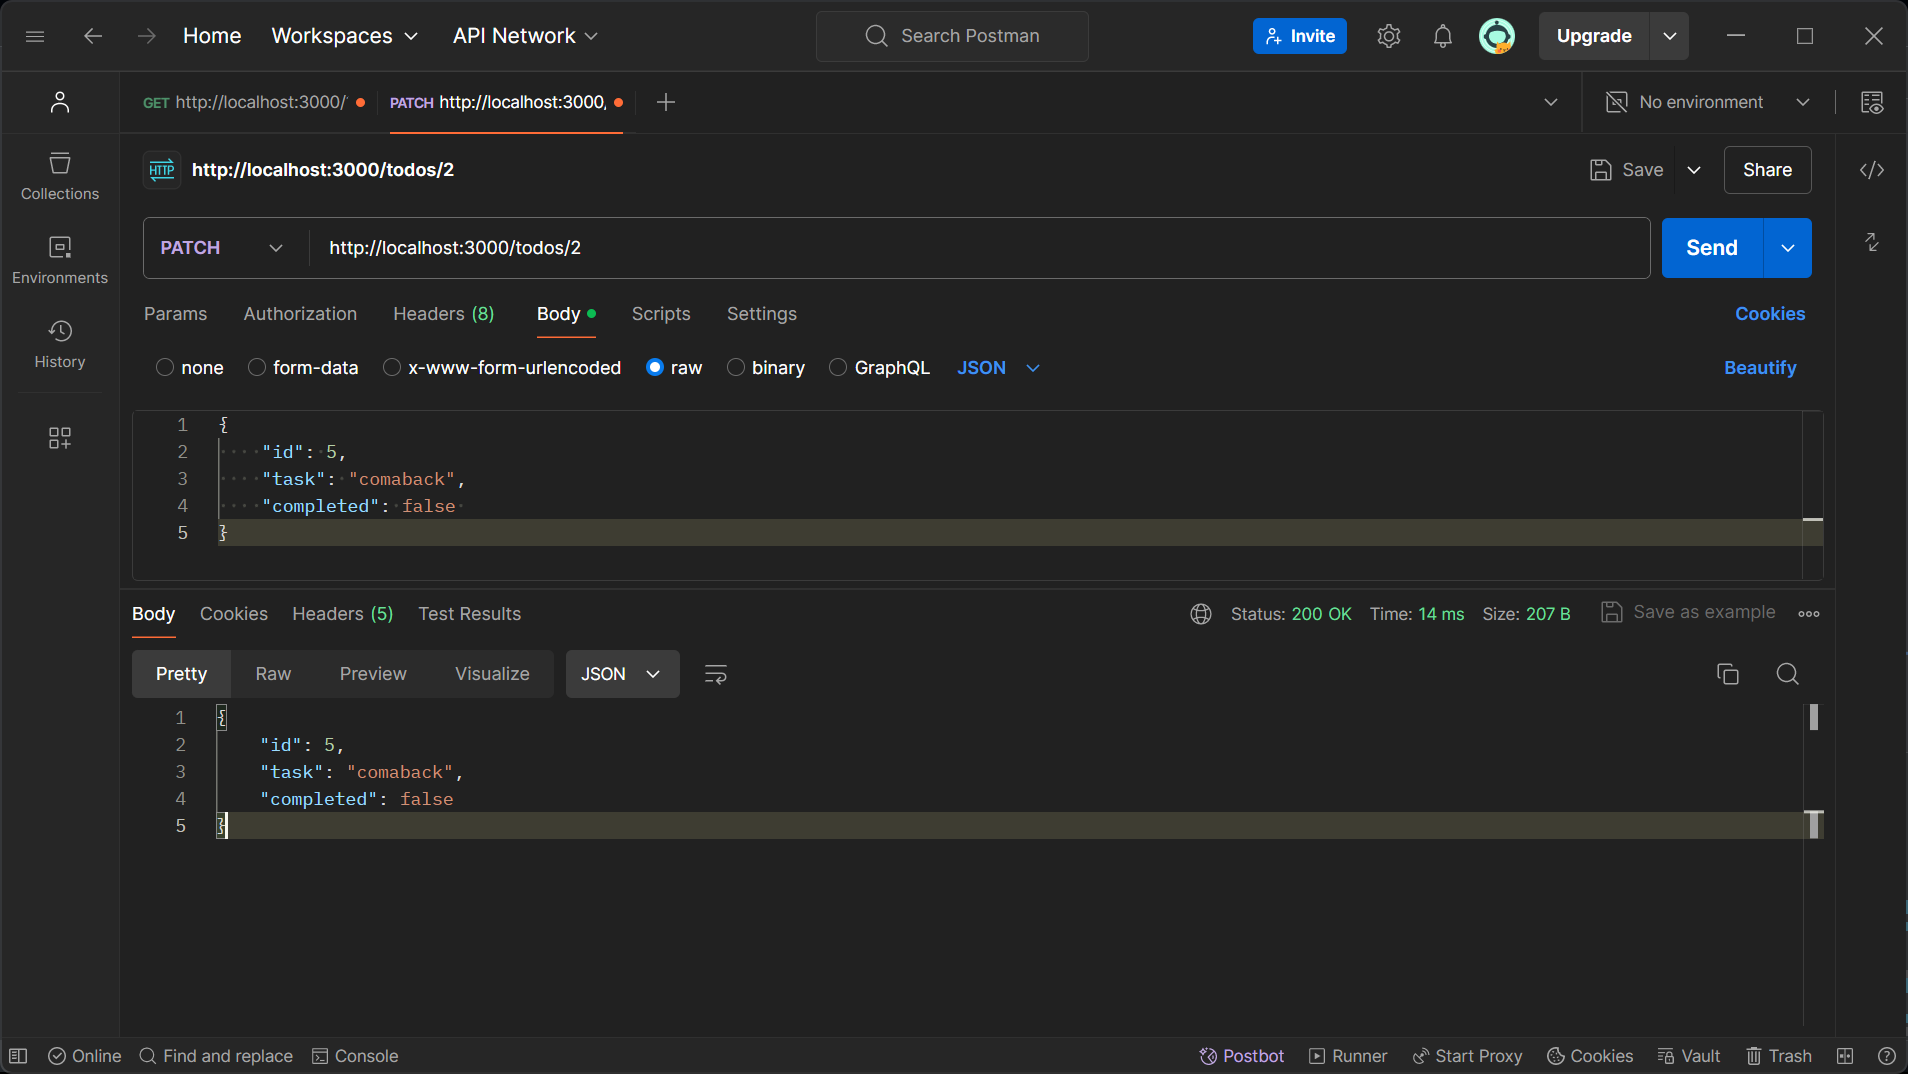 Home Workspaces API Network Search Postman Invite Upgrade
GET http://localhost:3000/ PATCH http://localhost:3000, No environment
HTTP http://localhost:3000/todos/2 Save Share
Collections
PATCH http://localhost:3000/todos/2 Send
Environments
Params Authorization Headers (8) Body Scripts Settings Cookies
History
none form-data x-www-form-urlencoded raw binary GraphQL JSON Beautify
1 {
2 "id": 5,
3 "task": "comaback",
4 "completed": false
5 }
Body Cookies Headers (5) Test Results Status: 200 OK Time: 14 ms Size: 207 B Save as example
Pretty Raw Preview Visualize JSON
1 {
2 "id": 5,
3 "task": "comaback",
4 "completed": false
5 }
Online Find and replace Console Postbot Runner Start Proxy Cookies Vault Trash